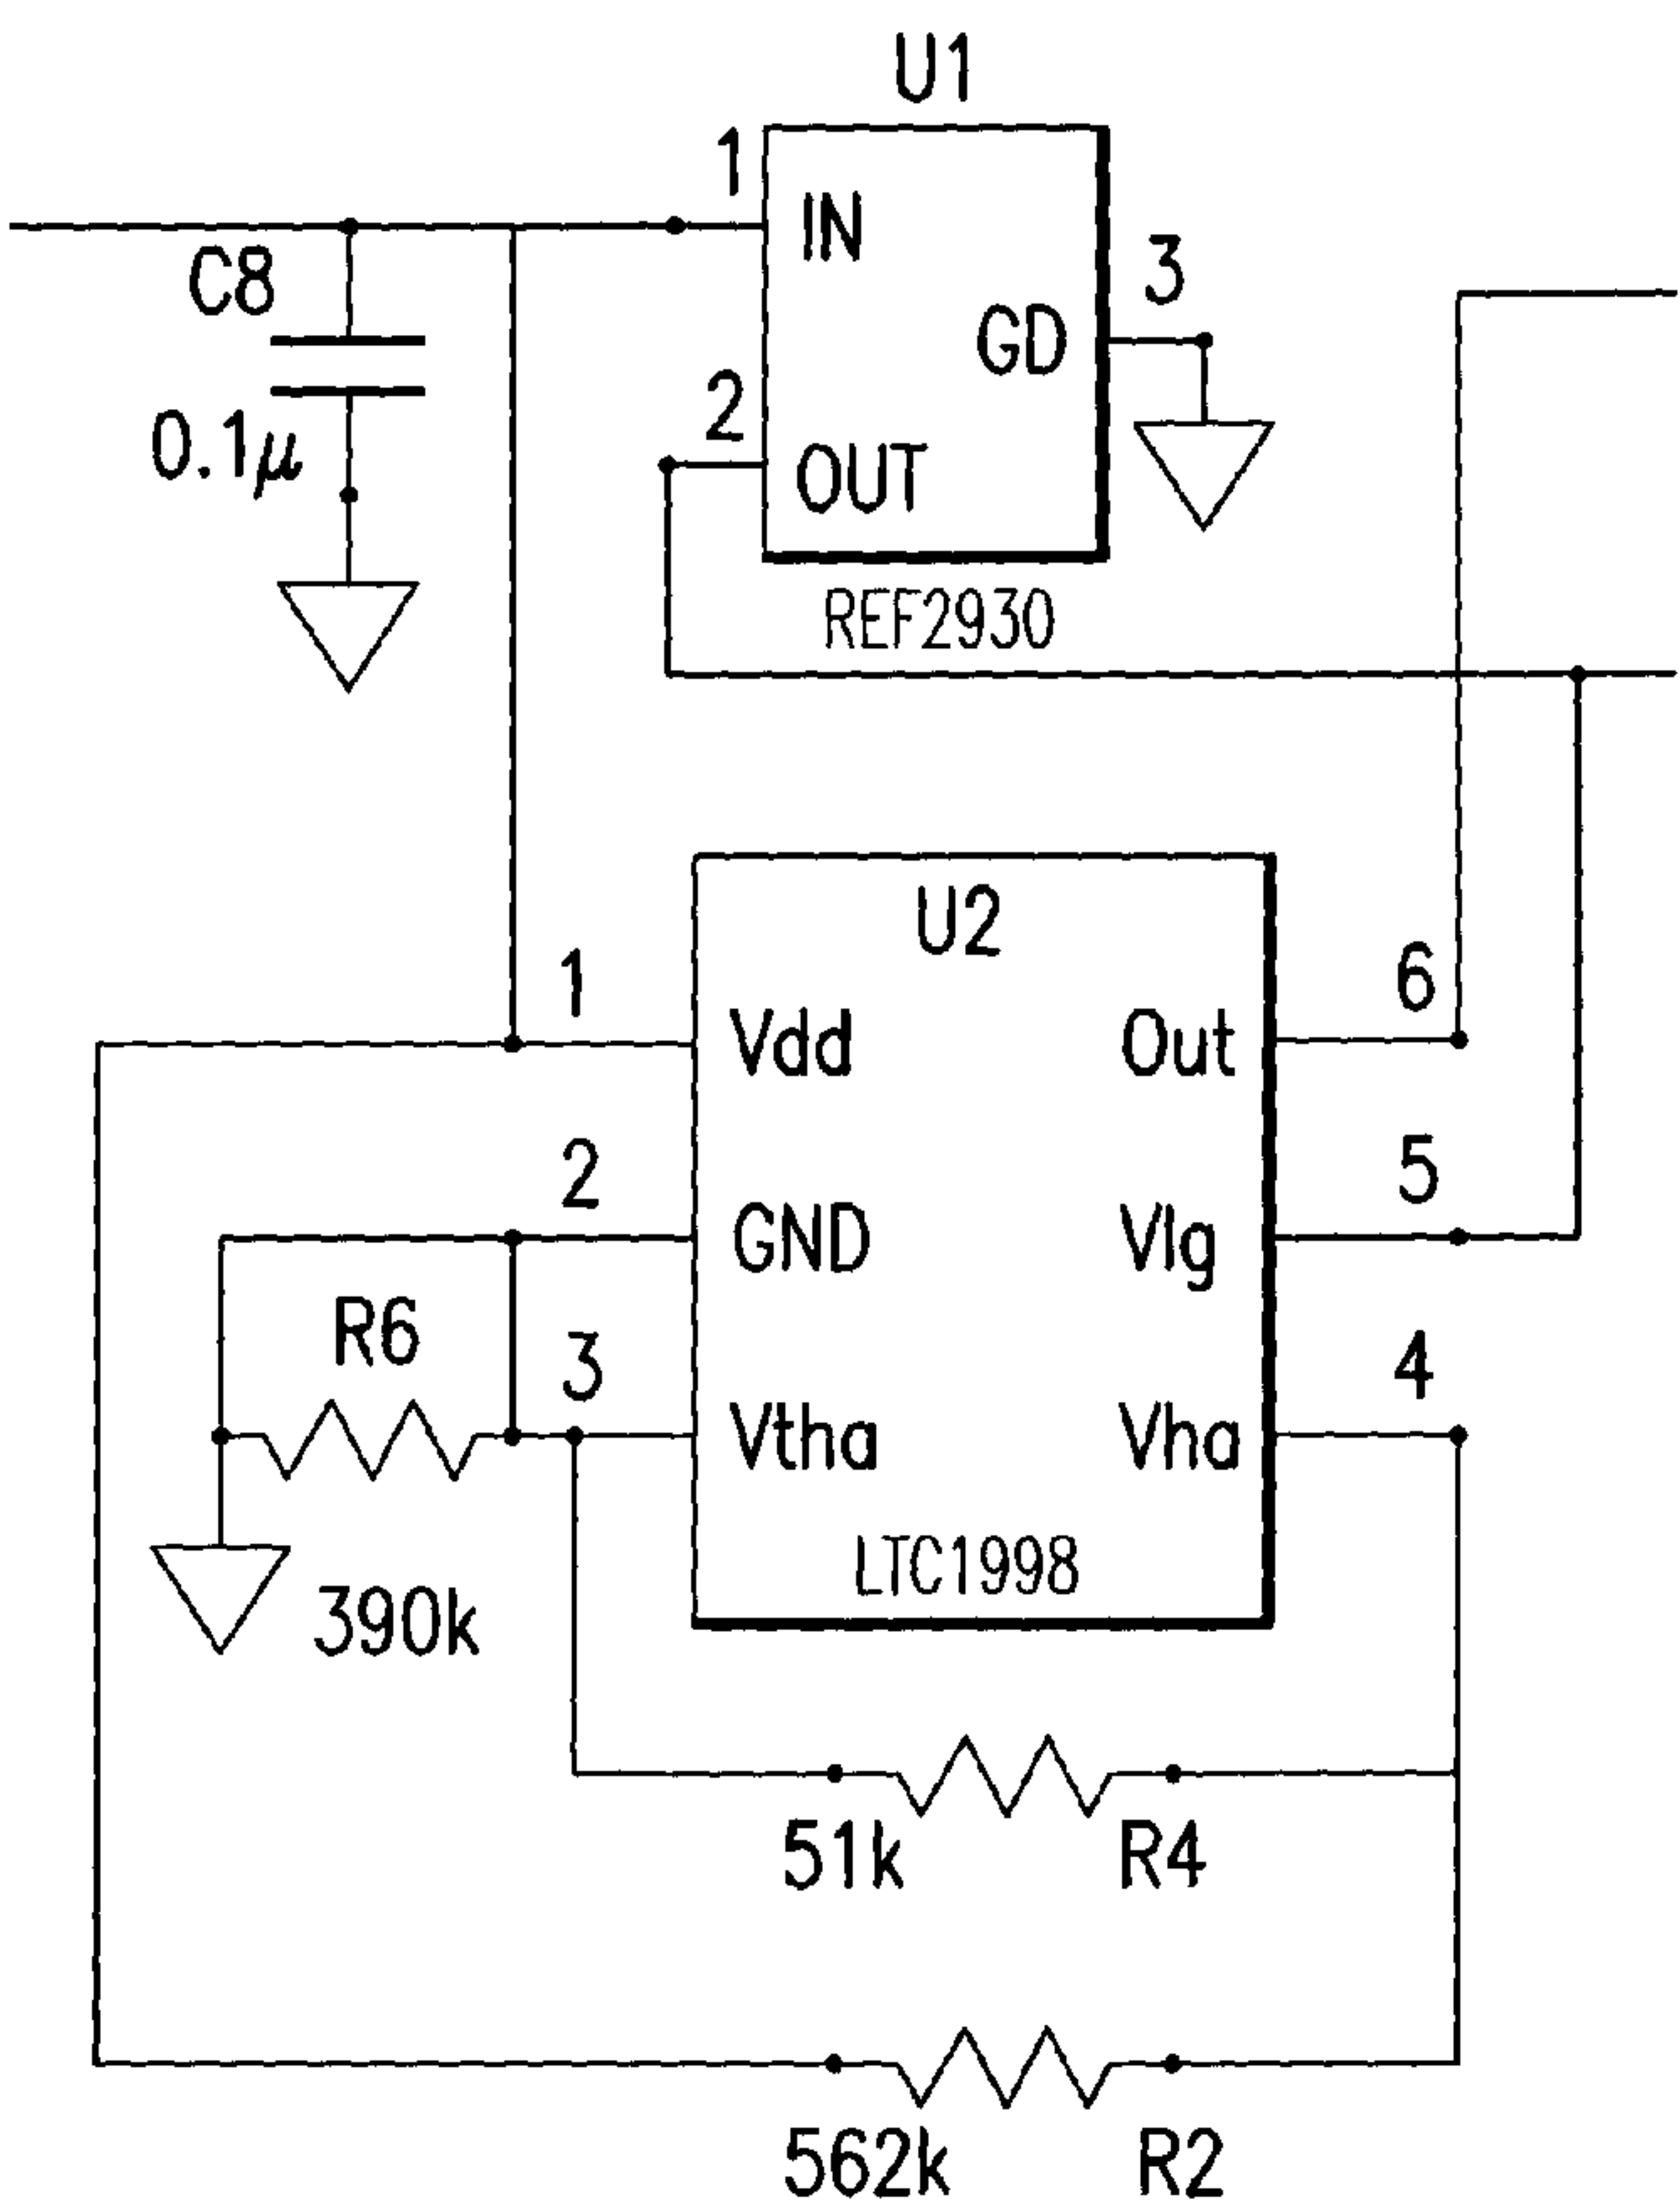 U1
1
IN
C8
3
GD
2
0.1µ
OUT
REF2930
U2
1
6
Vdd
Out
2
5
GND
Vlg
R6
3
4
Vtha
Vha
LTC1998
390k
51k
R4
562k
R2